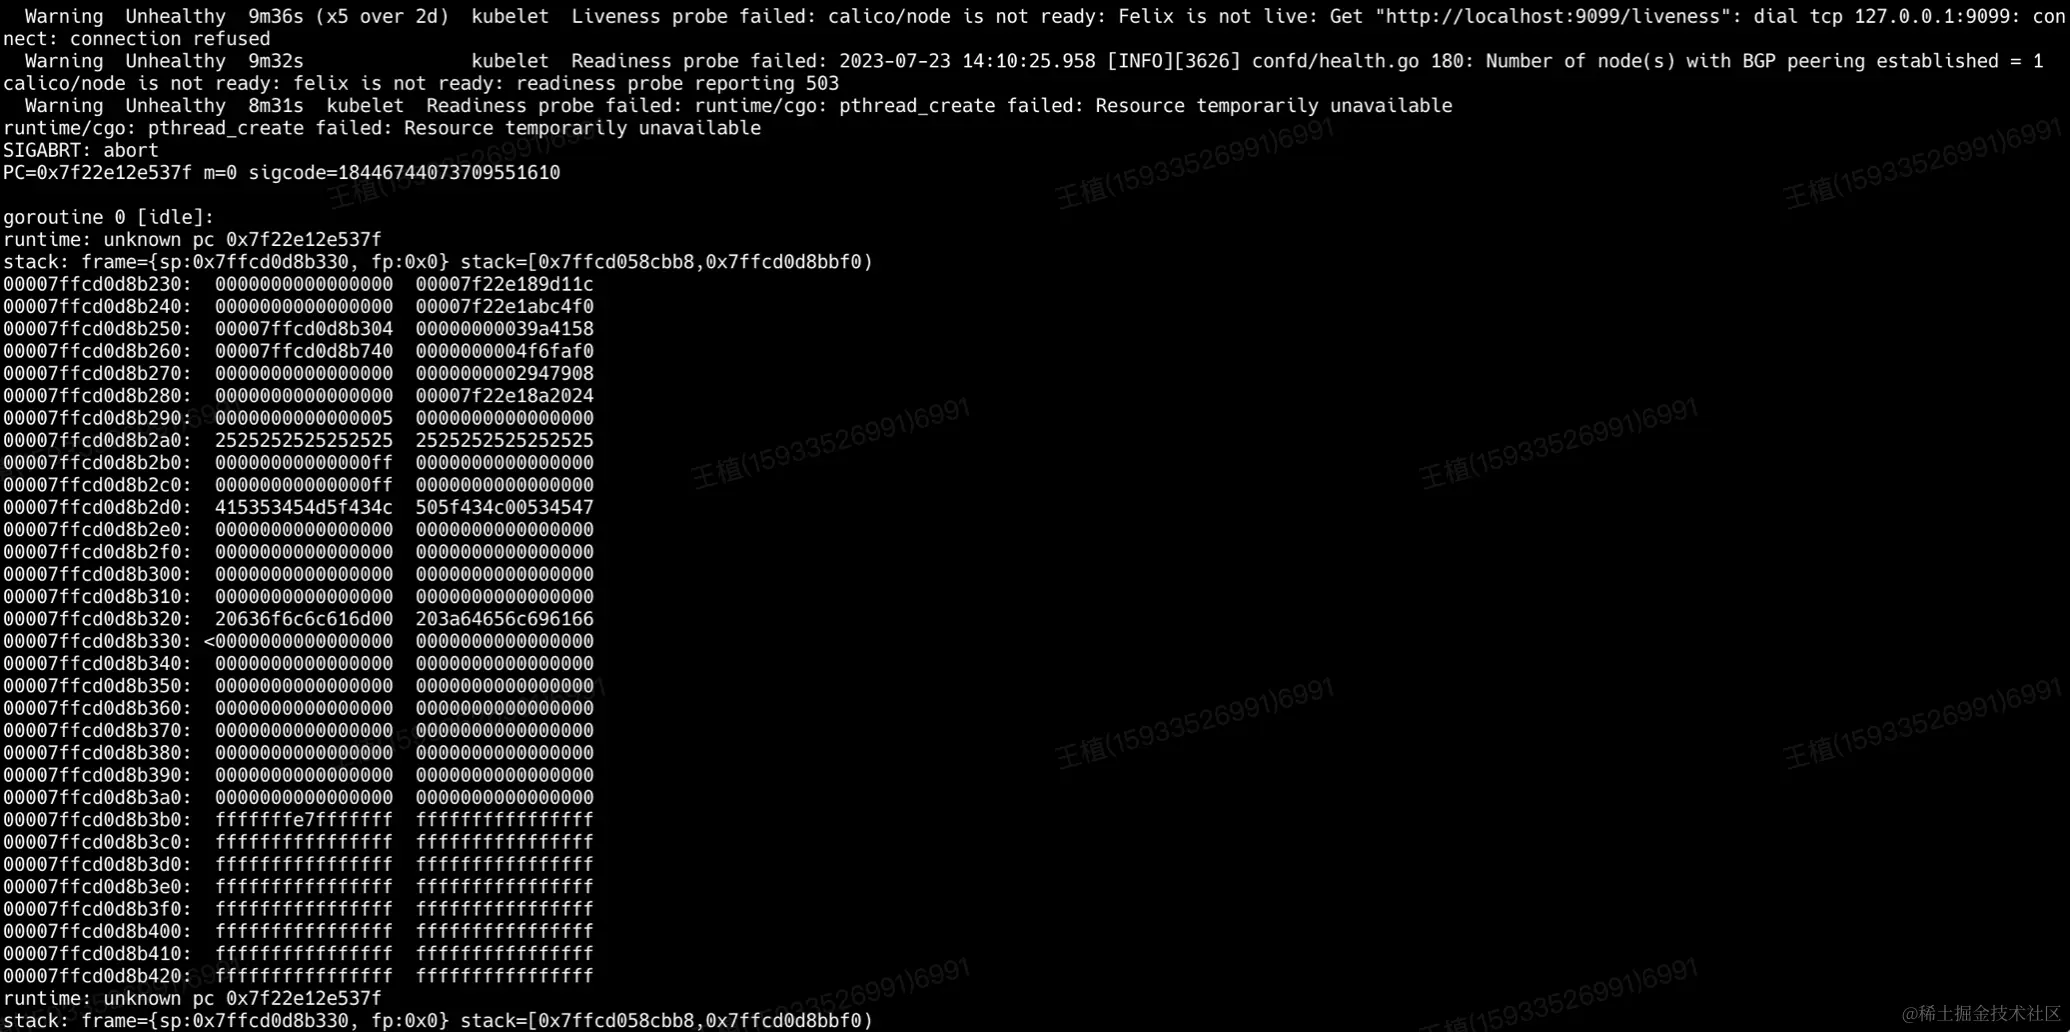 Warning  Unhealthy  9m36s (x5 over 2d)  kubelet  Liveness probe failed: calico/node is not ready: Felix is not live: Get "http://localhost:9099/liveness": dial tcp 127.0.0.1:9099: con
nect: connection refused
Warning  Unhealthy  9m32s               kubelet  Readiness probe failed: 2023-07-23 14:10:25.958 [INFO][3626] confd/health.go 180: Number of node(s) with BGP peering established = 1
calico/node is not ready: felix is not ready: readiness probe reporting 503
Warning  Unhealthy  8m31s  kubelet  Readiness probe failed: runtime/cgo: pthread_create failed: Resource temporarily unavailable
runtime/cgo: pthread_create failed: Resource temporarily unavailable
SIGABRT: abort
PC=0x7f22e12e537f m=0 sigcode=18446744073709551610
goroutine 0 [idle]:
runtime: unknown pc 0x7f22e12e537f
stack: frame={sp:0x7ffcd0d8b330, fp:0x0} stack=[0x7ffcd058cbb8,0x7ffcd0d8bbf0)
00007ffcd0d8b230:  0000000000000000  00007f22e189d11c
00007ffcd0d8b240:  0000000000000000  00007f22e1abc4f0
00007ffcd0d8b250:  00007ffcd0d8b304  00000000039a4158
00007ffcd0d8b260:  00007ffcd0d8b740  0000000004f6faf0
00007ffcd0d8b270:  0000000000000000  0000000002947908
00007ffcd0d8b280:  0000000000000000  00007f22e18a2024
00007ffcd0d8b290:  0000000000000005  0000000000000000
00007ffcd0d8b2a0:  2525252525252525  2525252525252525
00007ffcd0d8b2b0:  00000000000000ff  0000000000000000
00007ffcd0d8b2c0:  00000000000000ff  0000000000000000
00007ffcd0d8b2d0:  415353454d5f434c  505f434c00534547
00007ffcd0d8b2e0:  0000000000000000  0000000000000000
00007ffcd0d8b2f0:  0000000000000000  0000000000000000
00007ffcd0d8b300:  0000000000000000  0000000000000000
00007ffcd0d8b310:  0000000000000000  0000000000000000
00007ffcd0d8b320:  20636f6c6c616d00  203a64656c696166
00007ffcd0d8b330: <0000000000000000  0000000000000000
00007ffcd0d8b340:  0000000000000000  0000000000000000
00007ffcd0d8b350:  0000000000000000  0000000000000000
00007ffcd0d8b360:  0000000000000000  0000000000000000
00007ffcd0d8b370:  0000000000000000  0000000000000000
00007ffcd0d8b380:  0000000000000000  0000000000000000
00007ffcd0d8b390:  0000000000000000  0000000000000000
00007ffcd0d8b3a0:  0000000000000000  0000000000000000
00007ffcd0d8b3b0:  fffffffe7fffffff  ffffffffffffffff
00007ffcd0d8b3c0:  ffffffffffffffff  ffffffffffffffff
00007ffcd0d8b3d0:  ffffffffffffffff  ffffffffffffffff
00007ffcd0d8b3e0:  ffffffffffffffff  ffffffffffffffff
00007ffcd0d8b3f0:  ffffffffffffffff  ffffffffffffffff
00007ffcd0d8b400:  ffffffffffffffff  ffffffffffffffff
00007ffcd0d8b410:  ffffffffffffffff  ffffffffffffffff
00007ffcd0d8b420:  ffffffffffffffff  ffffffffffffffff
runtime: unknown pc 0x7f22e12e537f
stack: frame={sp:0x7ffcd0d8b330, fp:0x0} stack=[0x7ffcd058cbb8,0x7ffcd0d8bbf0)
王植(15933526991)6991
@稀土掘金技术社区